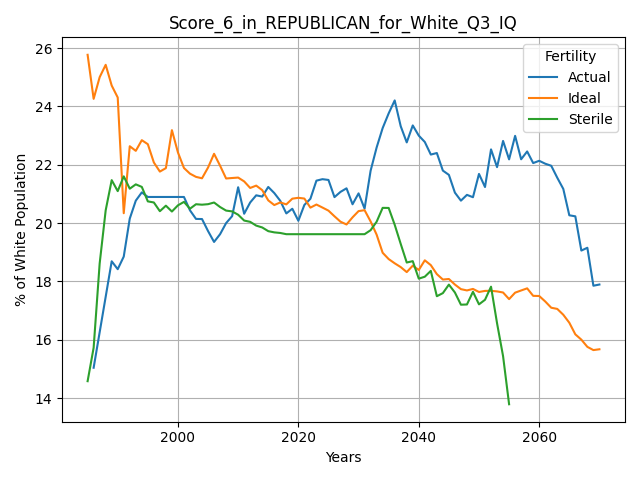 Score_6_in_REPUBLICAN_for_White_Q3_IQ
26
24
22
20
18
16
14
% of White Population
Fertility
Actual
Ideal
Sterile
2000
2020
2040
2060
Years